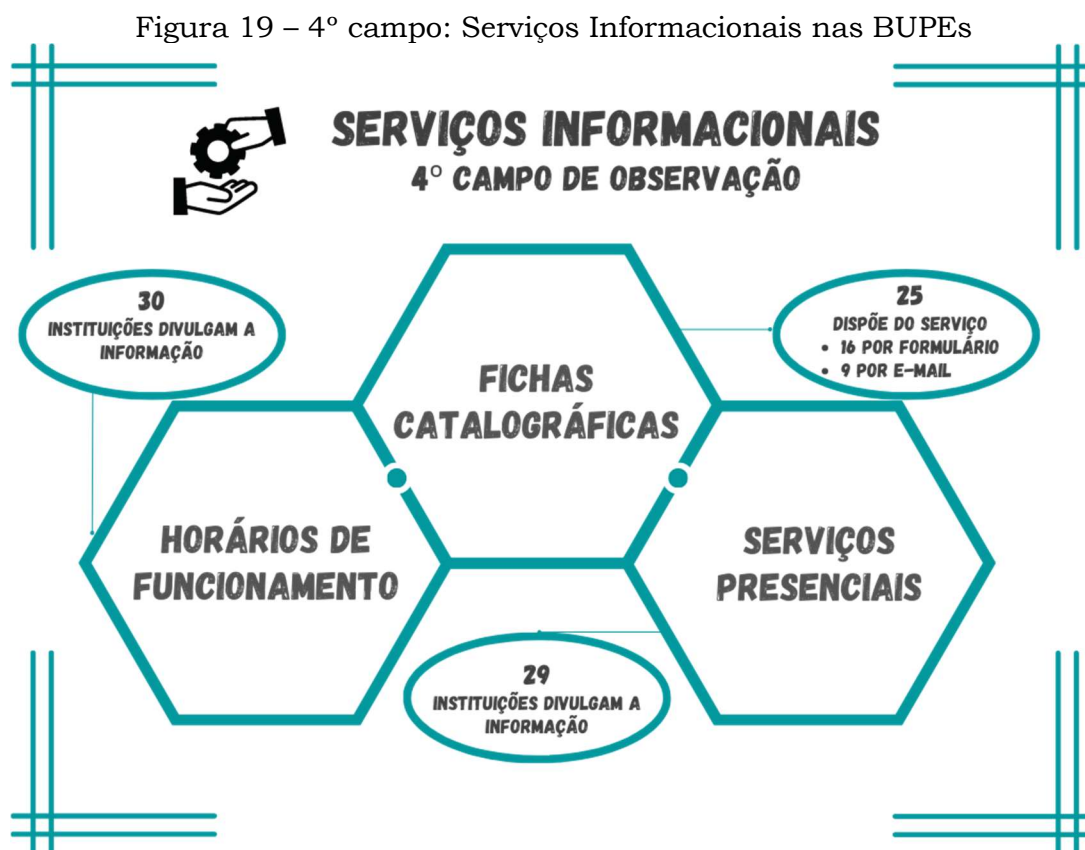 Figura 19 – 4º campo: Serviços Informacionais nas BUPEs
SERVIÇOS INFORMACIONAIS
4º CAMPO DE OBSERVAÇÃO
30
INSTITUIÇÕES DIVULGAM A
INFORMAÇÃO
25
DISPÕE DO SERVIÇO
• 16 POR FORMULÁRIO
• 9 POR E-MAIL
FICHAS
CATALOGRÁFICAS
HORÁRIOS DE
FUNCIONAMENTO
SERVIÇOS
PRESENCIAIS
29
INSTITUIÇÕES DIVULGAM A
INFORMAÇÃO